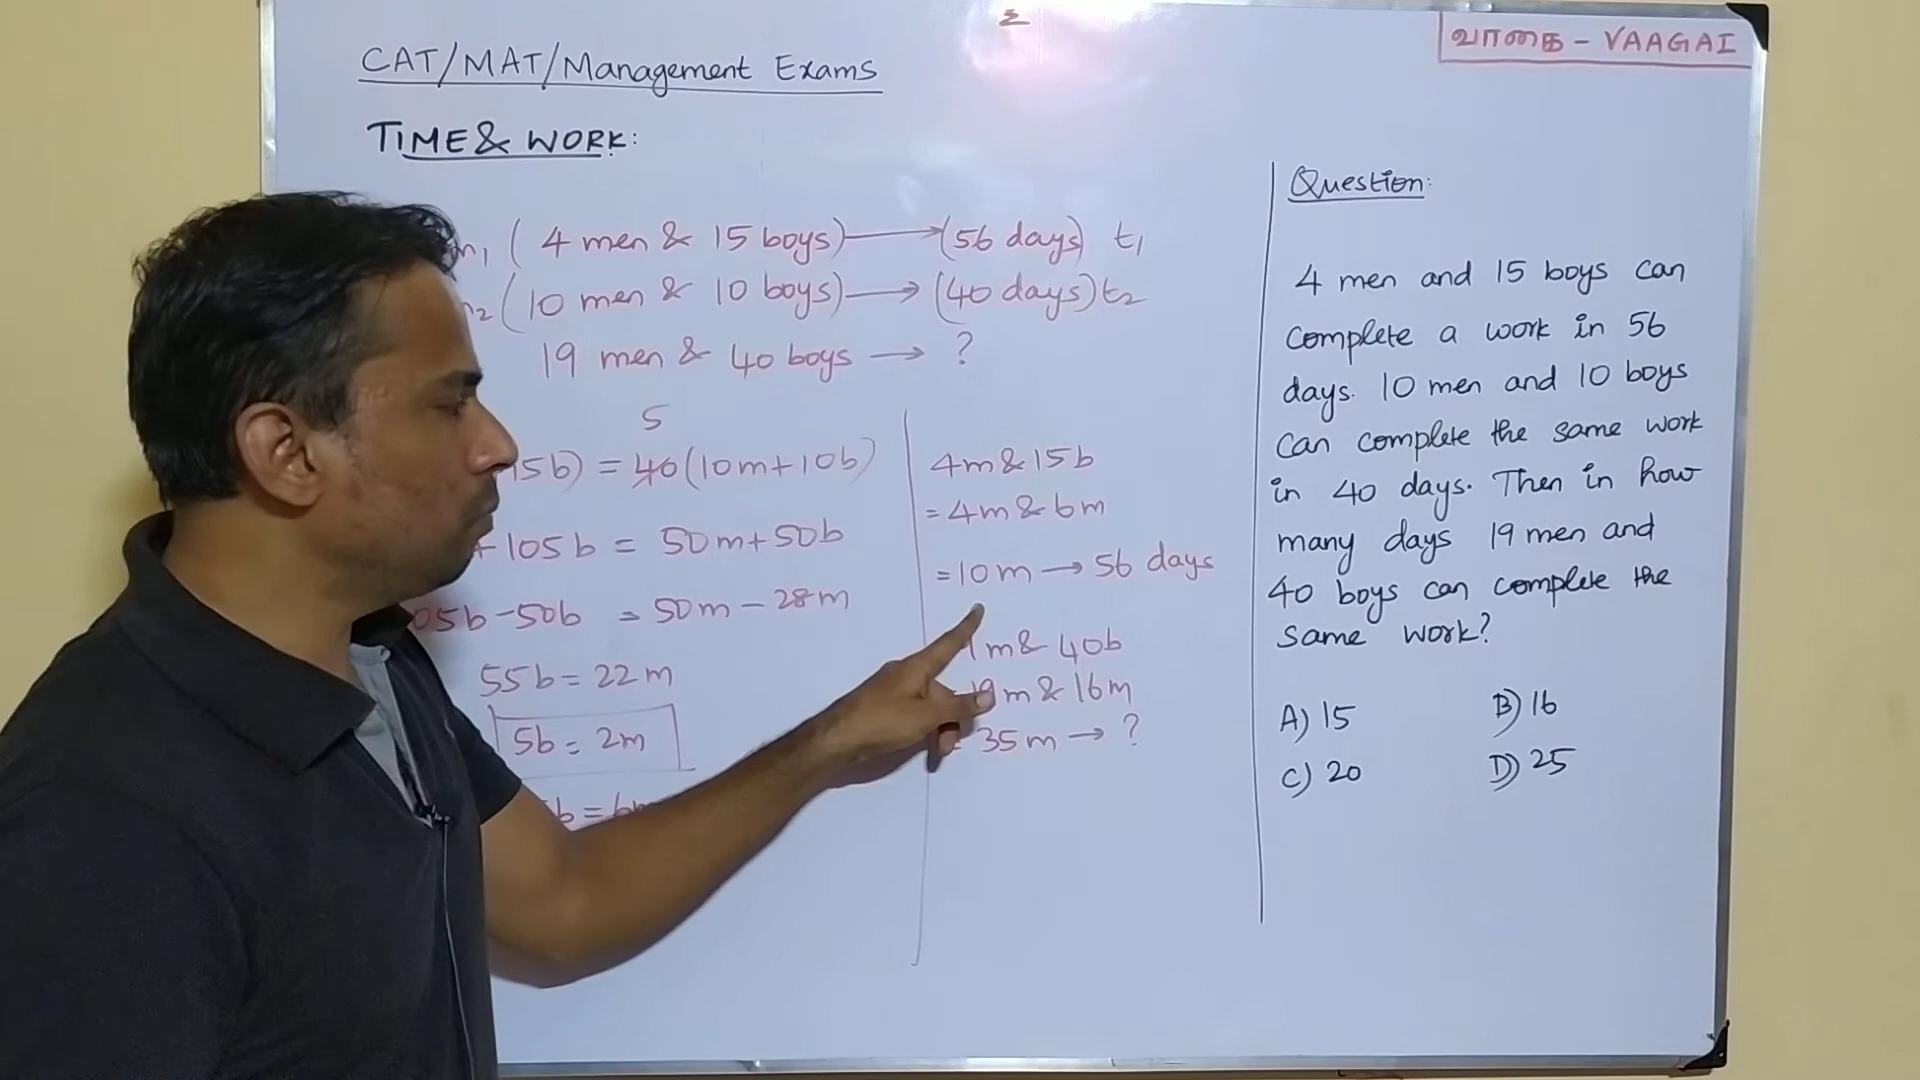 CAT/MAT/Management Exams
வாகை - VAAGAI
TIME & WORK:
(4 men & 15 boys) → (56 days) t₁
(10 men & 10 boys) → (40 days) t₂
19 men & 40 boys → ?
5
15b) = 40(10m+10b)
+ 105b = 50m+50b
05b-50b = 50m-28m
55b = 22m
5b = 2m
b = 6m
4m & 15b
= 4m & 6m
= 10m → 56 days
m & 40b
19m & 16m
= 35m → ?
Question:
4 men and 15 boys can
complete a work in 56
days. 10 men and 10 boys
can complete the same work
in 40 days. Then in how
many days 19 men and
40 boys can complete the
same work?
A) 15 B) 16
C) 20 D) 25